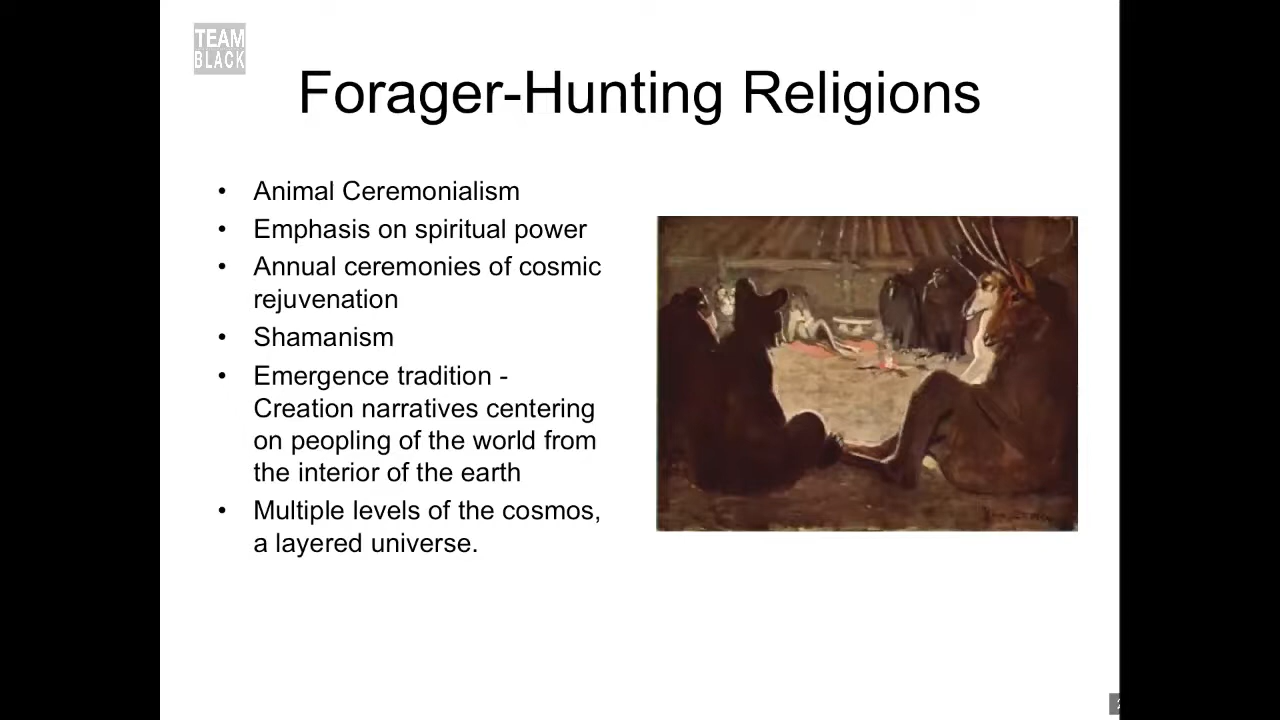 TEAM
BLACK
Forager-Hunting Religions
• Animal Ceremonialism
• Emphasis on spiritual power
• Annual ceremonies of cosmic
rejuvenation
• Shamanism
• Emergence tradition -
Creation narratives centering
on peopling of the world from
the interior of the earth
• Multiple levels of the cosmos,
a layered universe.